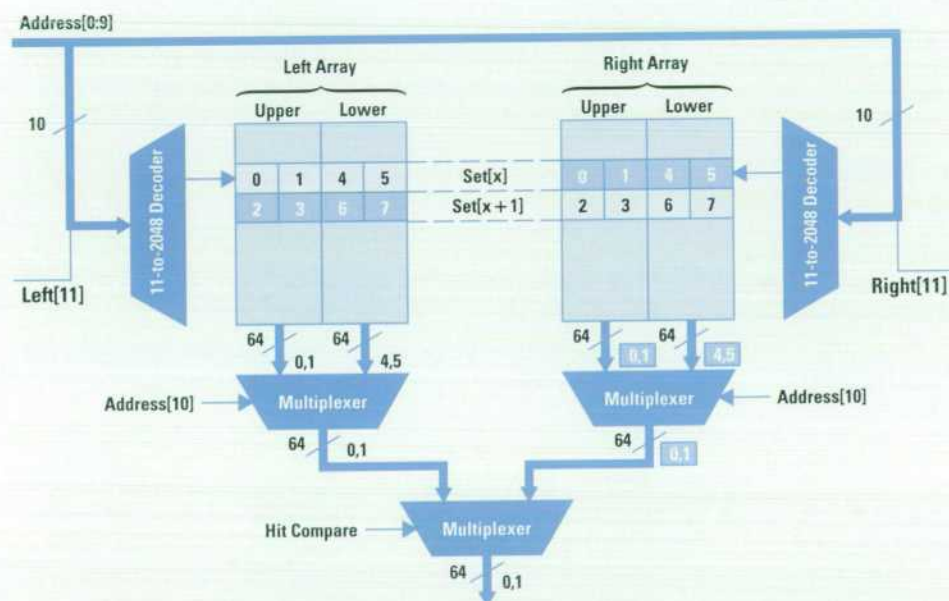 Address[0:9]
Left Array
Right Array
Upper Lower
Upper Lower
10
10
11-to-2048 Decoder
0 1 4 5
Set[x]
0 1 4 5
2 3 6 7
Set[x+1]
2 3 6 7
11-to-2048 Decoder
Left[11]
Right[11]
64 0,1
64 4,5
64 0,1
64 4,5
Address[10]
Multiplexer
Multiplexer
Address[10]
64 0,1
64 0,1
Hit Compare
Multiplexer
64 0,1